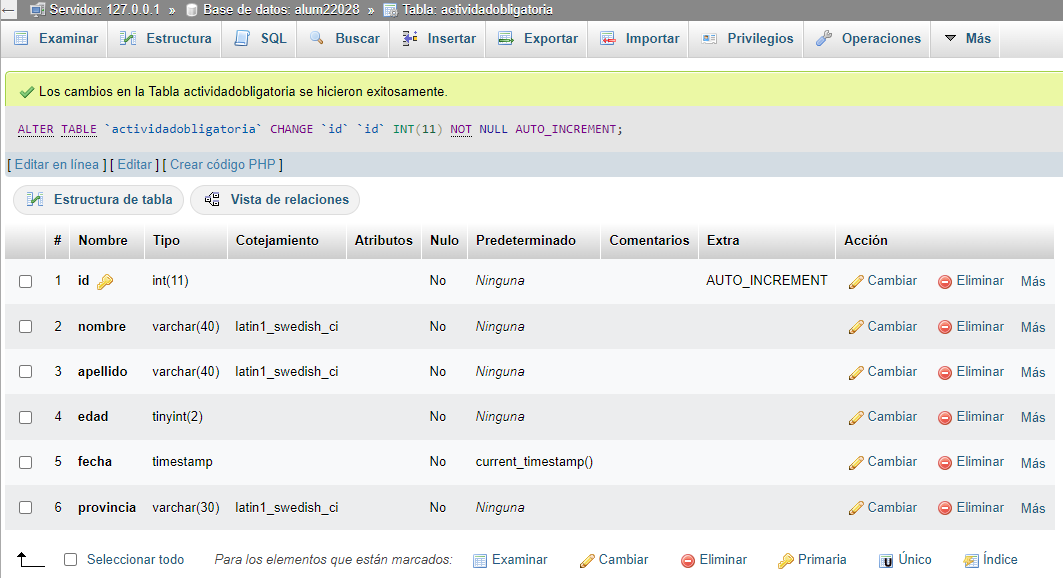 Servidor: 127.0.0.1 » Base de datos: alum22028 » Tabla: actividadobligatoria
Examinar Estructura SQL Buscar Insertar Exportar Importar Privilegios Operaciones Más
Los cambios en la Tabla actividadobligatoria se hicieron exitosamente.
ALTER TABLE `actividadobligatoria` CHANGE `id` `id` INT(11) NOT NULL AUTO_INCREMENT;
[ Editar en línea ] [ Editar ] [ Crear código PHP ]
Estructura de tabla Vista de relaciones
# Nombre Tipo Cotejamiento Atributos Nulo Predeterminado Comentarios Extra Acción
1 id int(11) No Ninguna AUTO_INCREMENT Cambiar Eliminar Más
2 nombre varchar(40) latin1_swedish_ci No Ninguna Cambiar Eliminar Más
3 apellido varchar(40) latin1_swedish_ci No Ninguna Cambiar Eliminar Más
4 edad tinyint(2) No Ninguna Cambiar Eliminar Más
5 fecha timestamp No current_timestamp() Cambiar Eliminar Más
6 provincia varchar(30) latin1_swedish_ci No Ninguna Cambiar Eliminar Más
Seleccionar todo Para los elementos que están marcados: Examinar Cambiar Eliminar Primaria Único Índice